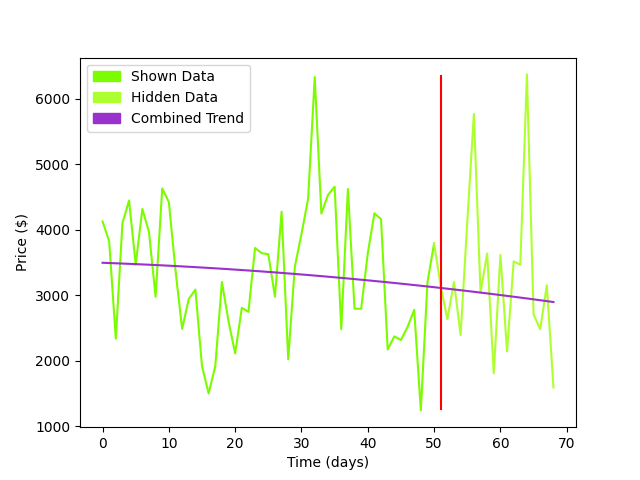 Shown Data
Hidden Data
Combined Trend
Price ($)
6000
5000
4000
3000
2000
1000
0 10 20 30 40 50 60 70
Time (days)